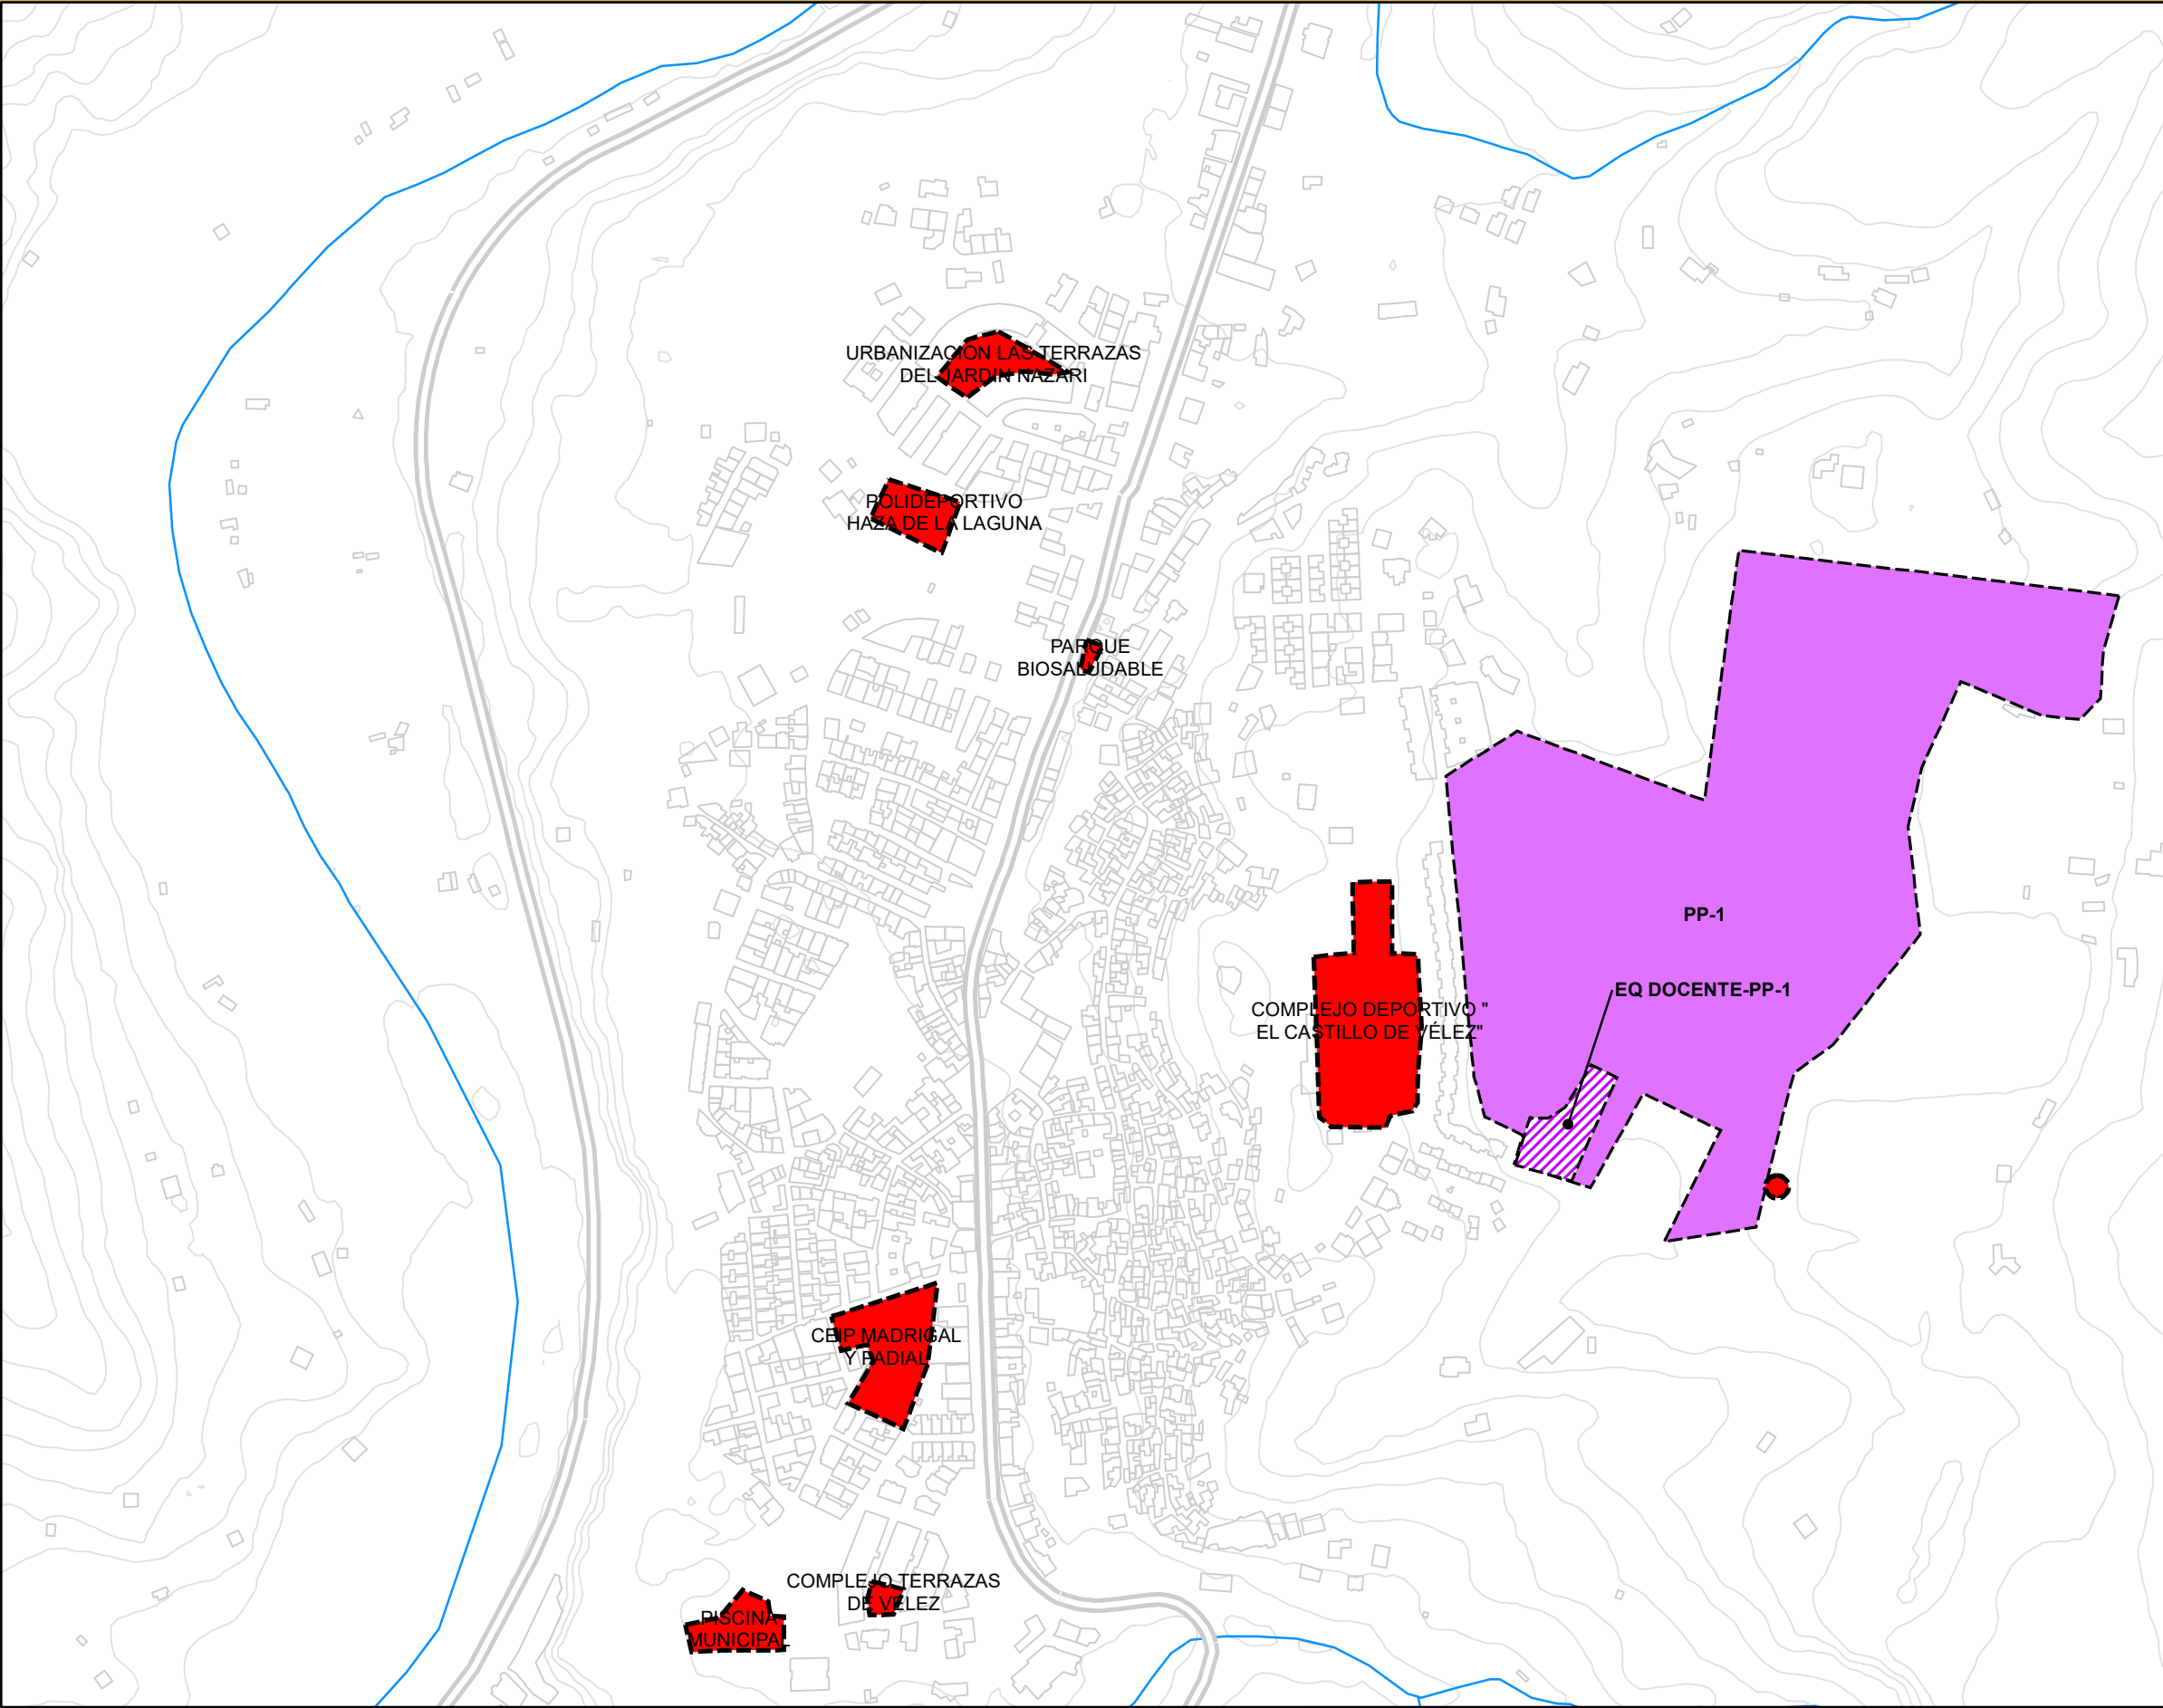 URBANIZACION LAS TERRAZAS
DEL JARDIN NAZARI
POLIDEPORTIVO
HAZA DE LA LAGUNA
PARQUE
BIOSALUDABLE
PP-1
EQ DOCENTE-PP-1
COMPLEJO DEPORTIVO "
EL CASTILLO DE VÉLEZ"
CEIP MADRIGAL
Y PADIAL
COMPLEJO TERRAZAS
DE VELEZ
PISCINA
MUNICIPAL